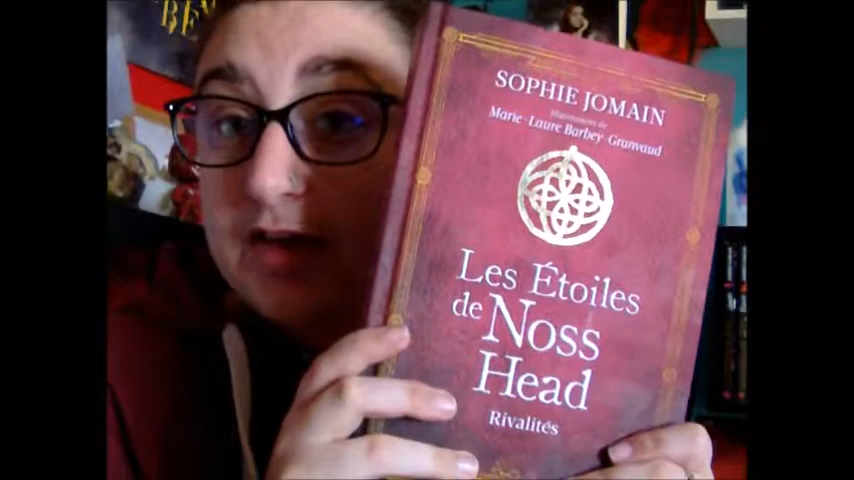 SOPHIE JOMAIN
Illustrations de
Marie-Laure Barbey-Granvaud
Les Étoiles
de Noss
Head
Rivalités